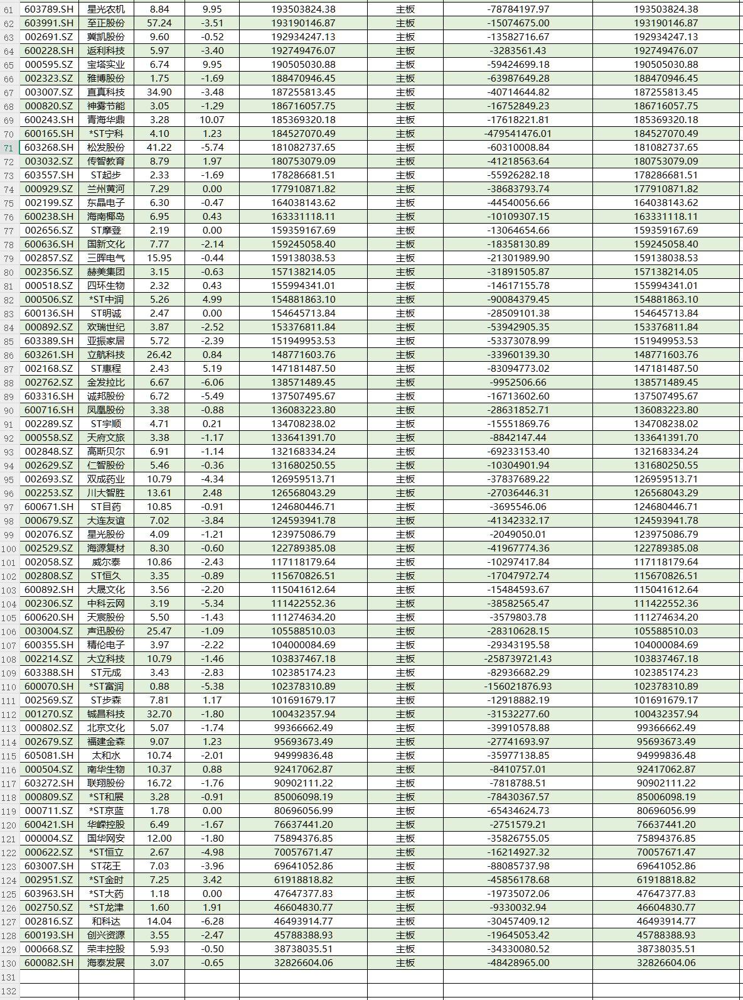 61 603789.SH 星光农机 8.84 9.95 193503824.38 主板 -78784197.97 193503824.38
62 603991.SH 至正股份 57.24 -3.51 193190146.87 主板 -15074675.00 193190146.87
63 002691.SZ 冀凯股份 9.60 -0.52 192934247.13 主板 -13582716.67 192934247.13
64 600228.SH 返利科技 5.97 -3.40 192749476.07 主板 -3283561.43 192749476.07
65 000595.SZ 宝塔实业 6.74 9.95 190505030.88 主板 -59424699.18 190505030.88
66 002323.SZ 雅博股份 1.75 -1.69 188470946.45 主板 -63987649.28 188470946.45
67 003007.SZ 直真科技 34.90 -3.48 187255813.45 主板 -40714644.82 187255813.45
68 000820.SZ 神雾节能 3.05 -1.29 186716057.75 主板 -16752849.23 186716057.75
69 600243.SH 青海华鼎 3.28 10.07 185369320.18 主板 -17618221.81 185369320.18
70 600165.SH *ST宁科 4.10 1.23 184527070.49 主板 -479541476.01 184527070.49
71 603268.SH 松发股份 41.22 -5.74 181082737.65 主板 -60310008.84 181082737.65
72 003032.SZ 传智教育 8.79 1.97 180753079.09 主板 -41218563.64 180753079.09
73 603557.SH ST起步 2.33 -1.69 178286681.51 主板 -55926282.18 178286681.51
74 000929.SZ 兰州黄河 7.29 0.00 177910871.82 主板 -38683793.74 177910871.82
75 002199.SZ 东晶电子 6.30 -0.47 164038143.62 主板 -44540056.66 164038143.62
76 600238.SH 海南椰岛 6.95 0.43 163331118.11 主板 -10109307.15 163331118.11
77 002656.SZ ST摩登 2.19 0.00 159359167.69 主板 -13064654.66 159359167.69
78 600636.SH 国新文化 7.77 -2.14 159245058.40 主板 -18358130.89 159245058.40
79 002857.SZ 三晖电气 15.95 -0.44 159138038.53 主板 -21301989.90 159138038.53
80 002356.SZ 赫美集团 3.15 -0.63 157138214.05 主板 -31891505.87 157138214.05
81 000518.SZ 四环生物 2.32 0.43 155994341.01 主板 -14617155.78 155994341.01
82 000506.SZ *ST中润 5.26 4.99 154881863.10 主板 -90084379.45 154881863.10
83 600136.SH ST明诚 2.47 0.00 154645713.84 主板 -28509101.38 154645713.84
84 000892.SZ 欢瑞世纪 3.87 -2.52 153376811.84 主板 -53942905.35 153376811.84
85 603389.SH 亚振家居 5.72 -2.39 151949953.53 主板 -53373078.99 151949953.53
86 603261.SH 立航科技 26.42 0.84 148771603.76 主板 -33960139.30 148771603.76
87 002168.SZ ST惠程 2.43 5.19 147181487.50 主板 -83094773.02 147181487.50
88 002762.SZ 金发拉比 6.67 -6.06 138571489.45 主板 -9952506.66 138571489.45
89 603316.SH 诚邦股份 6.72 -5.49 137507495.67 主板 -16713602.60 137507495.67
90 600716.SH 凤凰股份 3.38 -0.88 136083223.80 主板 -28631852.71 136083223.80
91 002289.SZ ST宇顺 4.71 0.21 134708238.02 主板 -15551869.76 134708238.02
92 000558.SZ 天府文旅 3.38 -1.17 133641391.70 主板 -8842147.44 133641391.70
93 002848.SZ 高斯贝尔 6.91 -1.14 132168334.24 主板 -69233153.40 132168334.24
94 002629.SZ 仁智股份 5.46 -0.36 131680250.55 主板 -10304901.94 131680250.55
95 002693.SZ 双成药业 10.79 -4.34 126959513.71 主板 -37837689.22 126959513.71
96 002253.SZ 川大智胜 13.61 2.48 126568043.29 主板 -27036446.31 126568043.29
97 600671.SH ST目药 10.85 -0.91 124680446.71 主板 -3695546.06 124680446.71
98 000679.SZ 大连友谊 7.02 -3.84 124593941.78 主板 -41342332.17 124593941.78
99 002076.SZ 星光股份 4.09 -1.21 123975086.79 主板 -2049050.01 123975086.79
100 002529.SZ 海源复材 8.30 -0.60 122789385.08 主板 -41967774.36 122789385.08
101 002058.SZ 威尔泰 10.86 -2.43 117118179.64 主板 -10297417.84 117118179.64
102 002808.SZ ST恒久 3.35 -0.89 115670826.51 主板 -17047972.74 115670826.51
103 600892.SH 大晟文化 3.56 -2.20 115041612.64 主板 -15484593.67 115041612.64
104 002306.SZ 中科云网 3.19 -5.34 111422552.36 主板 -38582565.47 111422552.36
105 600620.SH 天宸股份 5.50 -1.43 111274634.20 主板 -3579803.78 111274634.20
106 003004.SZ 声迅股份 25.47 -1.09 105588510.03 主板 -28310628.15 105588510.03
107 600355.SH 精伦电子 3.97 -2.22 104000084.69 主板 -29343195.58 104000084.69
108 002214.SZ 大立科技 10.79 -1.46 103837467.18 主板 -258739721.43 103837467.18
109 603388.SH ST元成 3.43 -2.83 102385174.23 主板 -82936682.29 102385174.23
110 600070.SH *ST富润 0.88 -5.38 102378310.89 主板 -156021876.93 102378310.89
111 002569.SZ ST步森 7.81 1.17 101691679.17 主板 -12918882.19 101691679.17
112 001270.SZ 铖昌科技 32.70 -1.80 100432357.94 主板 -31532277.60 100432357.94
113 000802.SZ 北京文化 5.07 -1.74 99366662.49 主板 -39910578.88 99366662.49
114 002679.SZ 福建金森 9.07 1.23 95693673.49 主板 -27741693.97 95693673.49
115 605081.SH 太和水 10.74 -2.01 94999836.48 主板 -35977138.85 94999836.48
116 000504.SZ 南华生物 10.37 0.88 92417062.87 主板 -8410757.01 92417062.87
117 603272.SH 联翔股份 16.72 -1.76 90902111.22 主板 -7818788.51 90902111.22
118 000809.SZ *ST和展 3.28 -0.91 85006098.19 主板 -78430367.57 85006098.19
119 000711.SZ *ST京蓝 1.78 0.00 80696056.99 主板 -65434624.73 80696056.99
120 600421.SH 华嵘控股 6.49 -1.67 76637441.20 主板 -2751579.21 76637441.20
121 000004.SZ 国华网安 12.00 -1.80 75894376.85 主板 -35826755.05 75894376.85
122 000622.SZ *ST恒立 2.67 -4.98 70057671.47 主板 -16214927.32 70057671.47
123 603007.SH ST花王 7.03 -3.96 69641052.86 主板 -88085737.98 69641052.86
124 002951.SZ *ST金时 7.25 3.42 61918818.82 主板 -45856178.68 61918818.82
125 603963.SH *ST大药 1.18 0.00 47647377.83 主板 -19735072.06 47647377.83
126 002750.SZ *ST龙津 1.60 1.91 46604830.77 主板 -9330032.94 46604830.77
127 002816.SZ 和科达 14.04 -6.28 46493914.77 主板 -30457409.12 46493914.77
128 600193.SH 创兴资源 3.55 -2.47 45788388.93 主板 -19645053.42 45788388.93
129 000668.SZ 荣丰控股 5.93 -0.50 38738035.51 主板 -34330080.52 38738035.51
130 600082.SH 海泰发展 3.07 -0.65 32826604.06 主板 -48428965.00 32826604.06
131
132